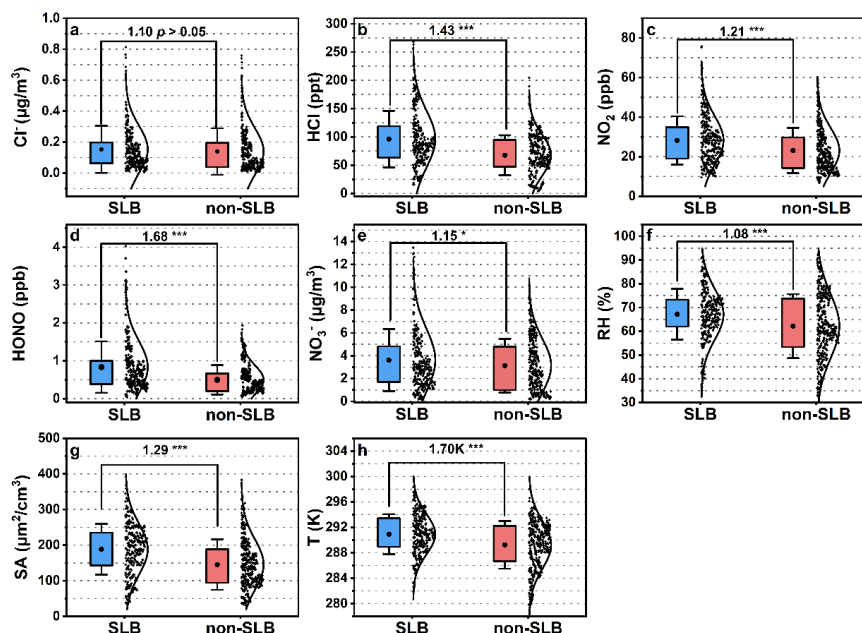 a
1.10 p > 05
Cl⁻ (μg/m³)
1.0
0.8
0.6
0.4
0.2
0.0
SLB
non-SLB
b
1.43 ***
HCl (ppt)
300
250
200
150
100
50
0
SLB
non-SLB
c
1.21 ***
NO₂ (ppb)
80
60
40
20
0
SLB
non-SLB
d
1.68 ***
HONO (ppb)
4
3
2
1
0
SLB
non-SLB
e
1.15 *
NO₃⁻ (μg/m³)
14
12
10
8
6
4
2
0
SLB
non-SLB
f
1.08 ***
RH (%)
100
90
80
70
60
50
40
30
SLB
non-SLB
g
1.29 ***
SA (μm²/cm³)
500
400
300
200
100
0
SLB
non-SLB
h
1.70K ***
T (K)
304
300
296
292
288
284
280
SLB
non-SLB